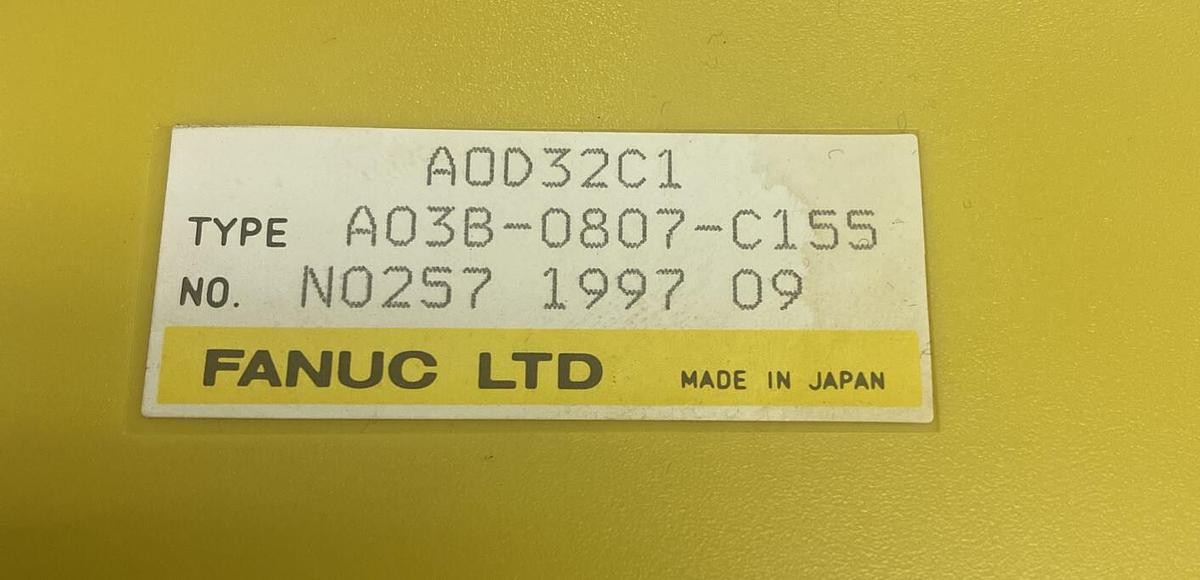 AOD32C1
TYPE A03B-0807-C155
NO. N0257 1997 09
FANUC LTD MADE IN JAPAN